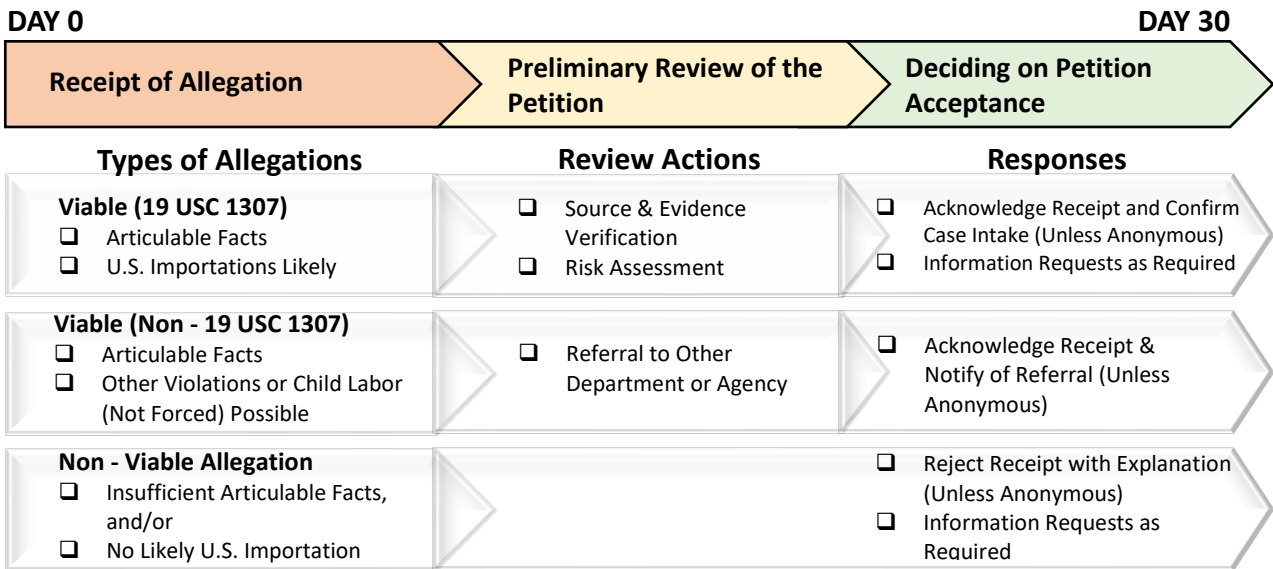 DAY 0
DAY 30
Receipt of Allegation
Preliminary Review of the
Petition
Deciding on Petition
Acceptance
Types of Allegations
Review Actions
Responses
Viable (19 USC 1307)
Articulable Facts
U.S. Importations Likely
Source & Evidence
Verification
Risk Assessment
Acknowledge Receipt and Confirm
Case Intake (Unless Anonymous)
Information Requests as Required
Viable (Non - 19 USC 1307)
Articulable Facts
Other Violations or Child Labor
(Not Forced) Possible
Referral to Other
Department or Agency
Acknowledge Receipt &
Notify of Referral (Unless
Anonymous)
Non - Viable Allegation
Insufficient Articulable Facts,
and/or
No Likely U.S. Importation
Reject Receipt with Explanation
(Unless Anonymous)
Information Requests as
Required